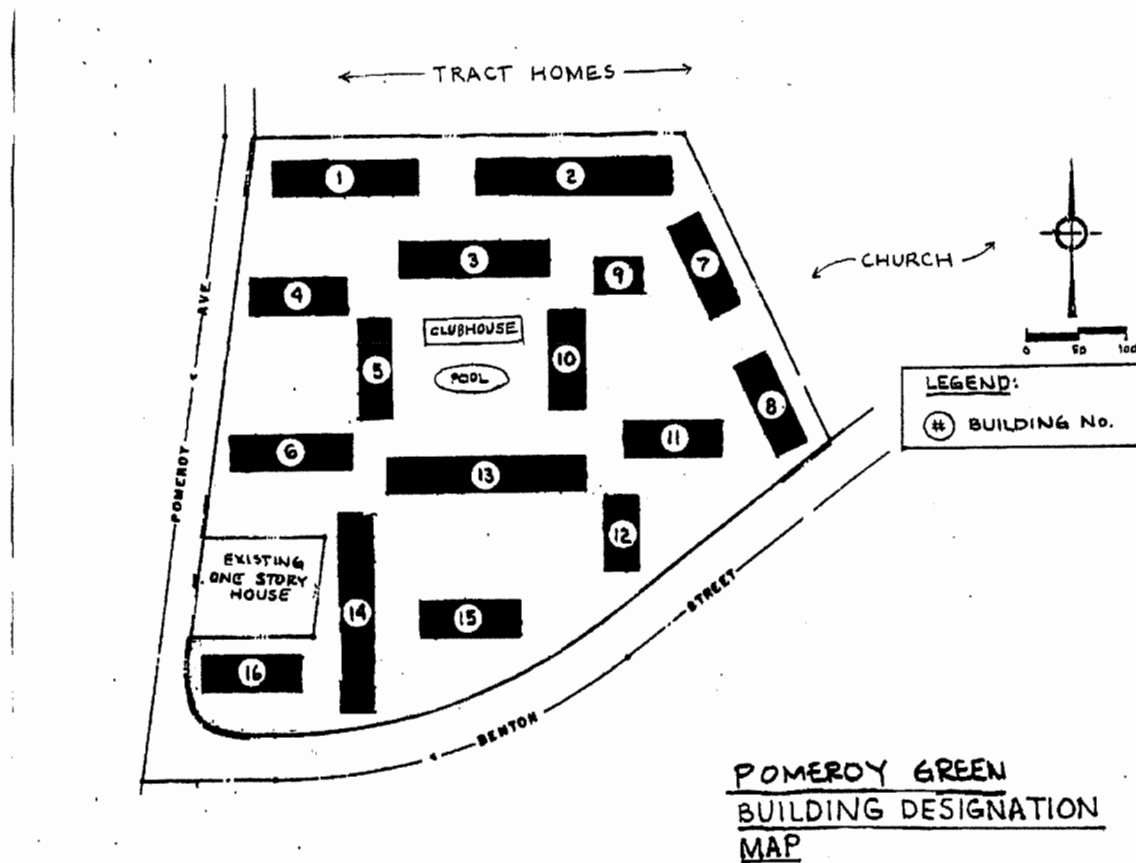 TRACT HOMES
1
2
3
4
5
6
7
8
9
10
11
12
13
14
15
16
CLUBHOUSE
POOL
CHURCH
0 50 100
LEGEND:
# BUILDING NO.
POMEROY AVE
EXISTING
ONE STORY
HOUSE
BENTON STREET
POMEROY GREEN
BUILDING DESIGNATION
MAP